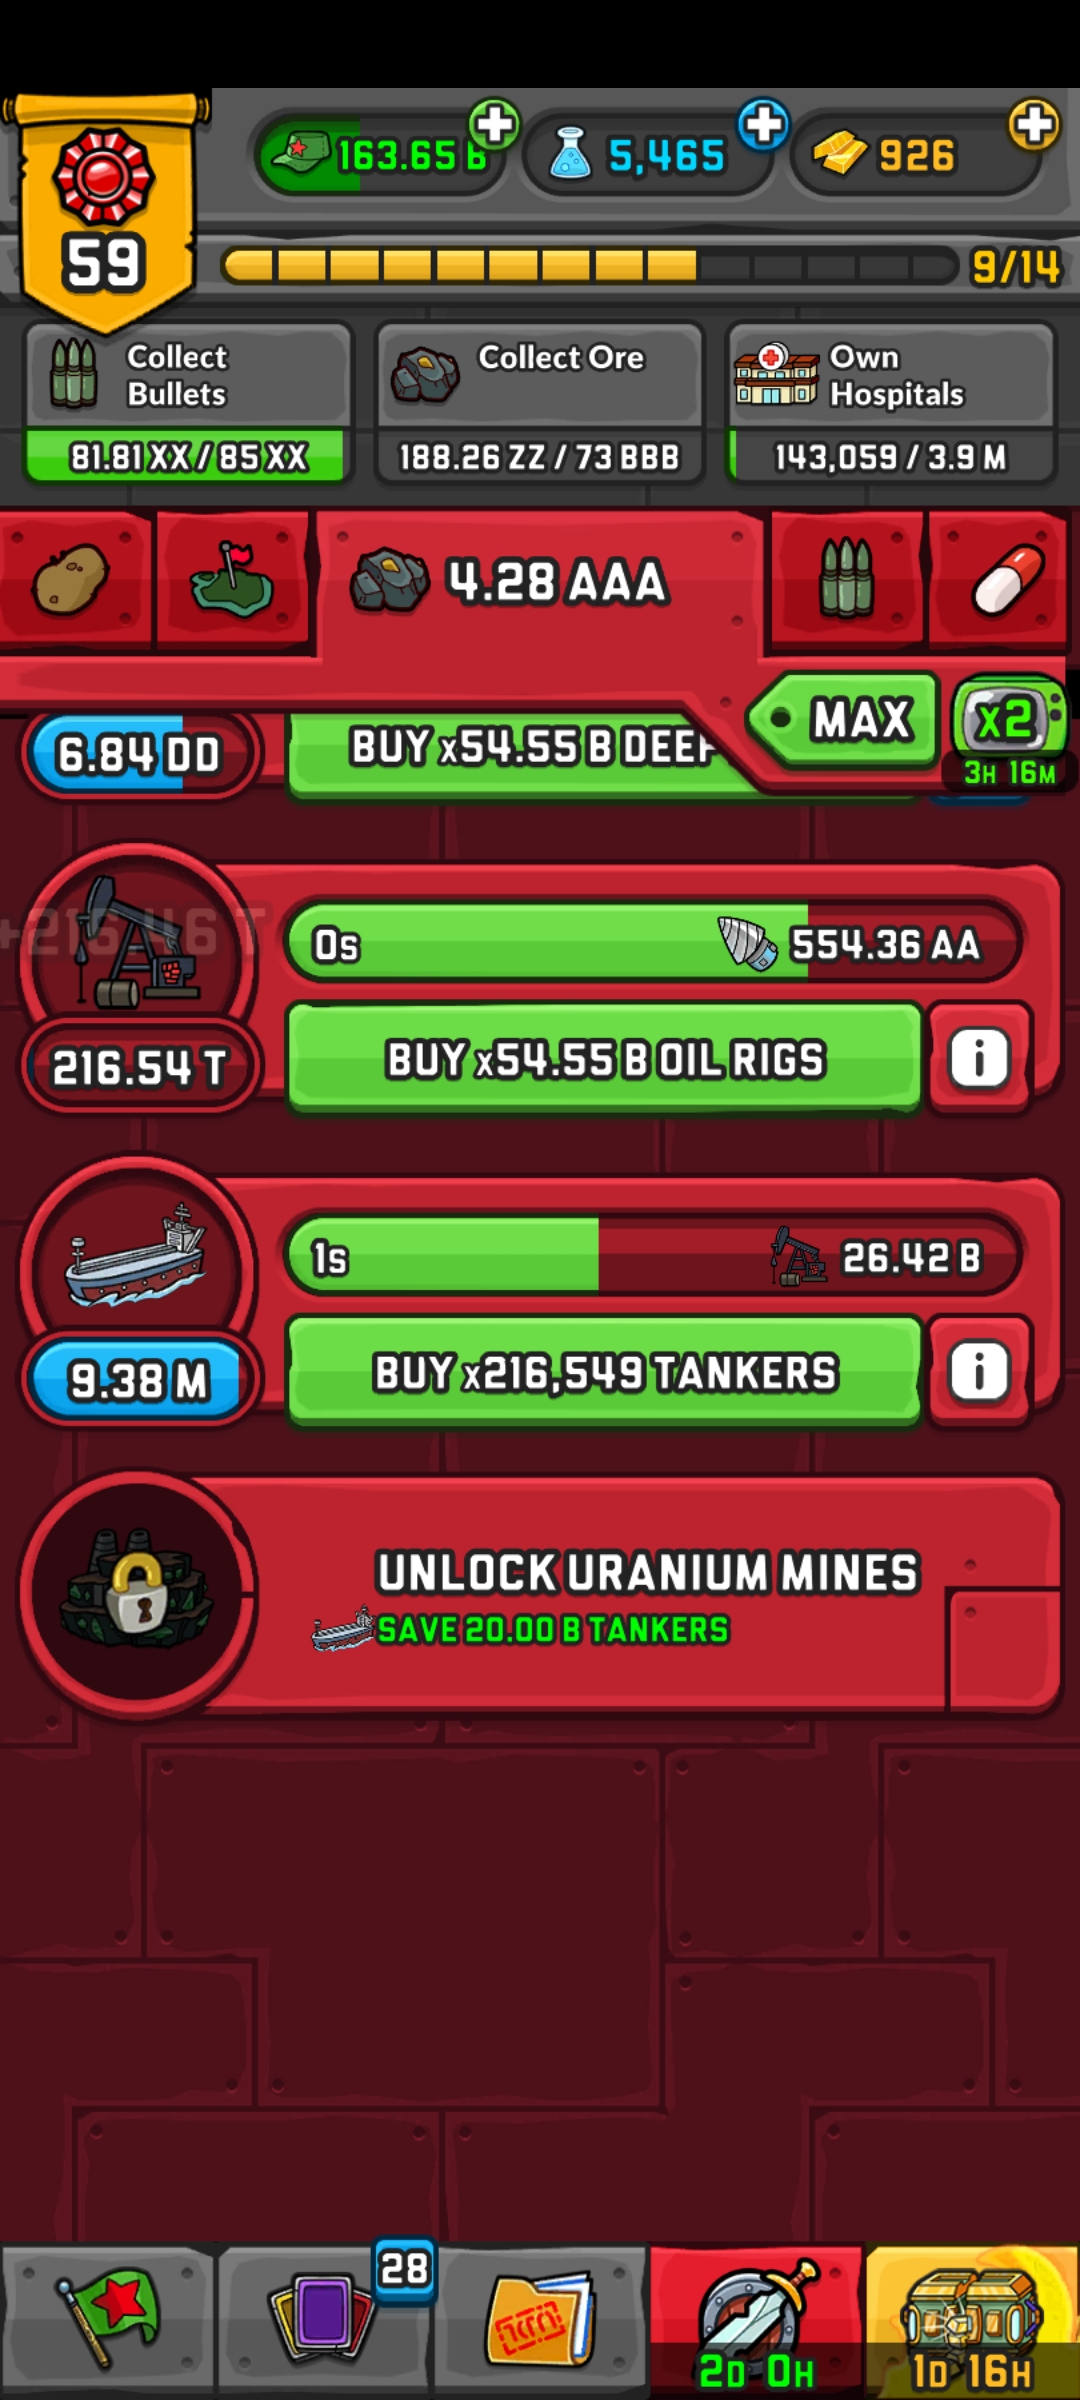 163.65 B
5,465
926
59
9/14
Collect
Bullets
81.81 XX / 85 XX
Collect Ore
188.26 ZZ / 73 BBB
Own
Hospitals
143,059 / 3.9 M
4.28 AAA
MAX
x2
3H 16M
6.84 DD
BUY x54.55 B DEEP
+216.46 T
0s
554.36 AA
216.54 T
BUY x54.55 B OIL RIGS
i
1s
26.42 B
9.38 M
BUY x216,549 TANKERS
i
UNLOCK URANIUM MINES
SAVE 20.00 B TANKERS
28
2D 0H
1D 16H